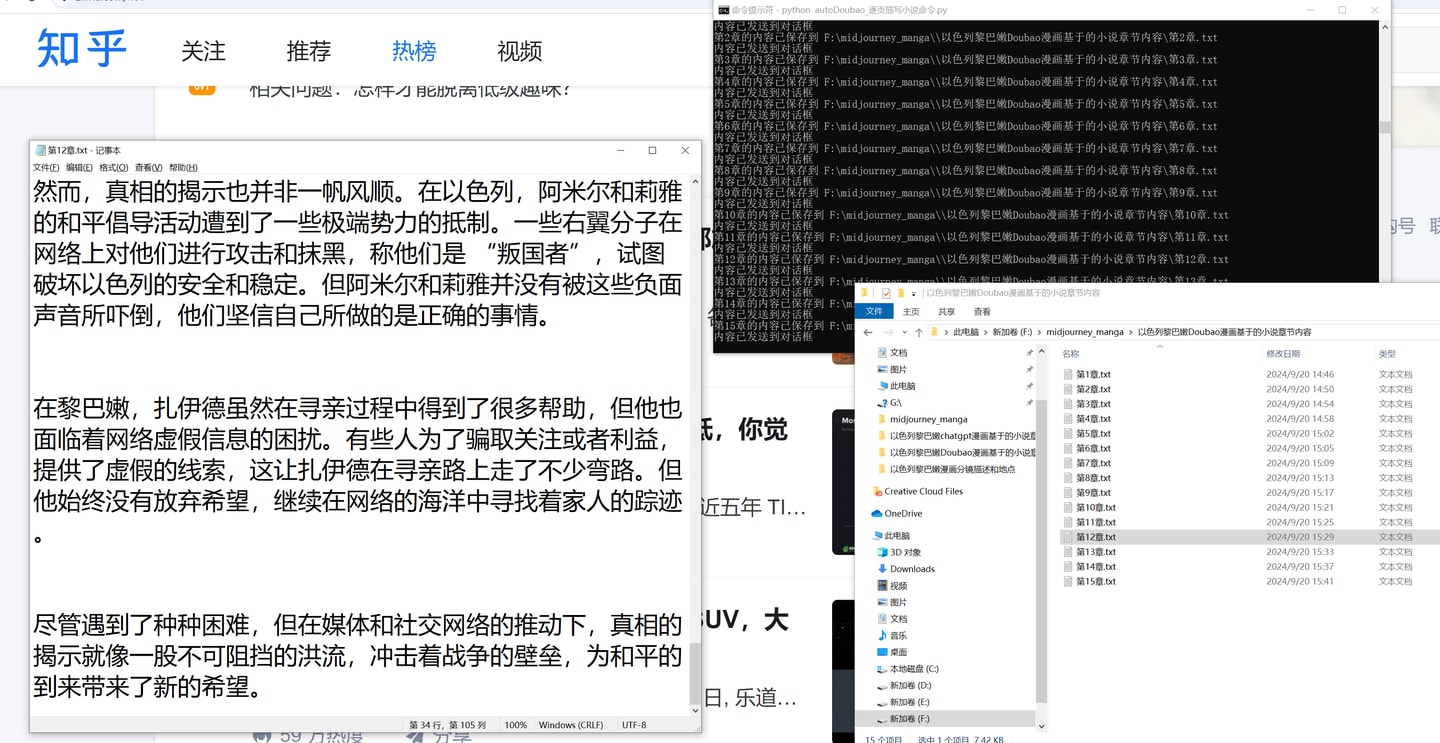 知乎
关注
推荐
热榜
视频
相关问题：怎样才能脱离低级趣味？
第12章.txt - 记事本
文件(F) 编辑(E) 格式(O) 查看(V) 帮助(H)
然而，真相的揭示也并非一帆风顺。在以色列，阿米尔和莉雅
的和平倡导活动遭到了一些极端势力的抵制。一些右翼分子在
网络上对他们进行攻击和抹黑，称他们是 “叛国者”，试图
破坏以色列的安全和稳定。但阿米尔和莉雅并没有被这些负面
声音所吓倒，他们坚信自己所做的是正确的事情。
在黎巴嫩，扎伊德虽然在寻亲过程中得到了很多帮助，但他也
面临着网络虚假信息的困扰。有些人为了骗取关注或者利益，
提供了虚假的线索，这让扎伊德在寻亲路上走了不少弯路。但
他始终没有放弃希望，继续在网络的海洋中寻找着家人的踪迹
。
尽管遇到了种种困难，但在媒体和社交网络的推动下，真相的
揭示就像一股不可阻挡的洪流，冲击着战争的壁垒，为和平的
到来带来了新的希望。
第 34 行，第 105 列
100%
Windows (CRLF)
UTF-8
59 万热度
分享
命令提示符 - python autoDoubao_逐页描写小说命令.py
内容已发送到对话框
第2章的内容已保存到 F:\midjourney_manga\\以色列黎巴嫩Doubao漫画基于的小说章节内容\第2章.txt
内容已发送到对话框
第3章的内容已保存到 F:\midjourney_manga\\以色列黎巴嫩Doubao漫画基于的小说章节内容\第3章.txt
内容已发送到对话框
第4章的内容已保存到 F:\midjourney_manga\\以色列黎巴嫩Doubao漫画基于的小说章节内容\第4章.txt
内容已发送到对话框
第5章的内容已保存到 F:\midjourney_manga\\以色列黎巴嫩Doubao漫画基于的小说章节内容\第5章.txt
内容已发送到对话框
第6章的内容已保存到 F:\midjourney_manga\\以色列黎巴嫩Doubao漫画基于的小说章节内容\第6章.txt
内容已发送到对话框
第7章的内容已保存到 F:\midjourney_manga\\以色列黎巴嫩Doubao漫画基于的小说章节内容\第7章.txt
内容已发送到对话框
第8章的内容已保存到 F:\midjourney_manga\\以色列黎巴嫩Doubao漫画基于的小说章节内容\第8章.txt
内容已发送到对话框
第9章的内容已保存到 F:\midjourney_manga\\以色列黎巴嫩Doubao漫画基于的小说章节内容\第9章.txt
内容已发送到对话框
第10章的内容已保存到 F:\midjourney_manga\\以色列黎巴嫩Doubao漫画基于的小说章节内容\第10章.txt
内容已发送到对话框
第11章的内容已保存到 F:\midjourney_manga\\以色列黎巴嫩Doubao漫画基于的小说章节内容\第11章.txt
内容已发送到对话框
第12章的内容已保存到 F:\midjourney_manga\\以色列黎巴嫩Doubao漫画基于的小说章节内容\第12章.txt
内容已发送到对话框
第13章的内容已保存到 F:\midjourney_manga\\以色列黎巴嫩Doubao漫画基于的小说章节内容\第13章.txt
内容已发送到对话框
第14章的内容已保存到 F:\mi
内容已发送到对话框
第15章的内容已保存到 F:\mi
内容已发送到对话框
购号
，你觉
近五年 TI...
SUV，大
日, 乐道...
以色列黎巴嫩Doubao漫画基于的小说章节内容
文件 主页 共享 查看
此电脑 > 新加卷 (F:) > midjourney_manga > 以色列黎巴嫩Doubao漫画基于的小说章节内容
文档
图片
此电脑
G:\
midjourney_manga
以色列黎巴嫩chatgpt漫画基于的小说章
以色列黎巴嫩Doubao漫画基于的小说章
以色列黎巴嫩漫画分镜描述和地点
Creative Cloud Files
OneDrive
此电脑
3D 对象
Downloads
视频
图片
文档
音乐
桌面
本地磁盘 (C:)
新加卷 (D:)
新加卷 (E:)
新加卷 (F:)
名称 修改日期 类型
第1章.txt 2024/9/20 14:46 文本文档
第2章.txt 2024/9/20 14:50 文本文档
第3章.txt 2024/9/20 14:54 文本文档
第4章.txt 2024/9/20 14:58 文本文档
第5章.txt 2024/9/20 15:02 文本文档
第6章.txt 2024/9/20 15:05 文本文档
第7章.txt 2024/9/20 15:09 文本文档
第8章.txt 2024/9/20 15:13 文本文档
第9章.txt 2024/9/20 15:17 文本文档
第10章.txt 2024/9/20 15:21 文本文档
第11章.txt 2024/9/20 15:25 文本文档
第12章.txt 2024/9/20 15:29 文本文档
第13章.txt 2024/9/20 15:33 文本文档
第14章.txt 2024/9/20 15:37 文本文档
第15章.txt 2024/9/20 15:41 文本文档
15 个项目 选中 1 个项目 7.42 KB